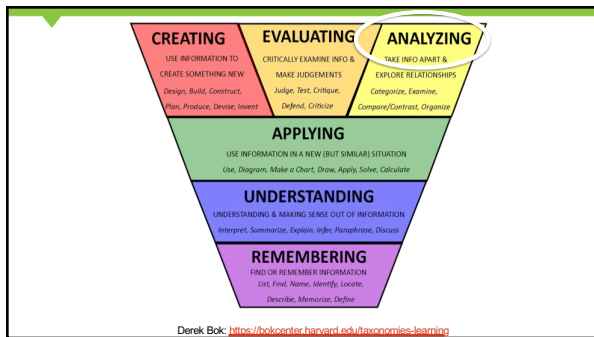 CREATING
USE INFORMATION TO
CREATE SOMETHING NEW
Design, Build, Construct,
Plan, Produce, Devise, Invent
EVALUATING
CRITICALLY EXAMINE INFO &
MAKE JUDGEMENTS
Judge, Test, Critique,
Defend, Criticize
ANALYZING
TAKE INFO APART &
EXPLORE RELATIONSHIPS
Categorize, Examine,
Compare/Contrast, Organize
APPLYING
USE INFORMATION IN A NEW (BUT SIMILAR) SITUATION
Use, Diagram, Make a Chart, Draw, Apply, Solve, Calculate
UNDERSTANDING
UNDERSTANDING & MAKING SENSE OUT OF INFORMATION
Interpret, Summarize, Explain, Infer, Paraphrase, Discuss
REMEMBERING
FIND OR REMEMBER INFORMATION
List, Find, Name, Identify, Locate,
Describe, Memorize, Define
Derek Bok: https://bokcenter.harvard.edu/taxonomies-learning